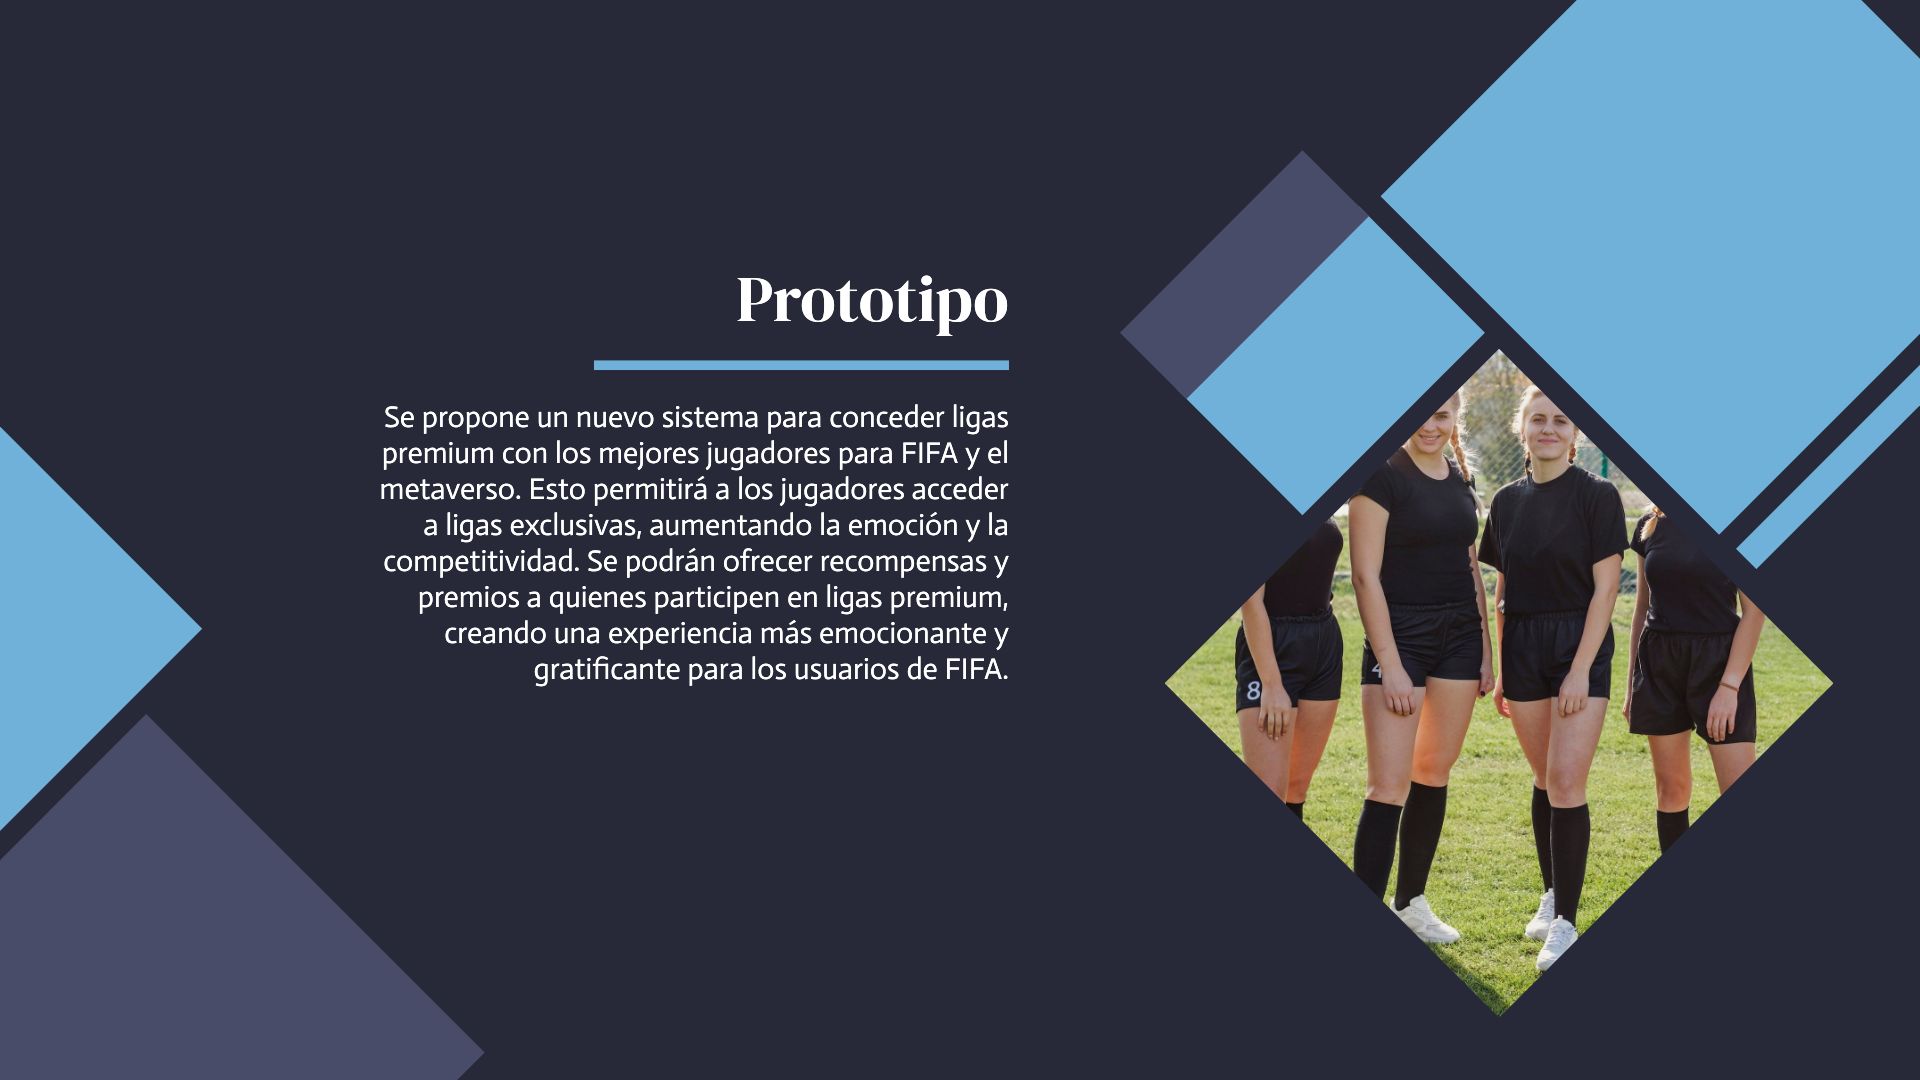 Prototipo
Se propone un nuevo sistema para conceder ligas
premium con los mejores jugadores para FIFA y el
metaverso. Esto permitirá a los jugadores acceder
a ligas exclusivas, aumentando la emoción y la
competitividad. Se podrán ofrecer recompensas y
premios a quienes participen en ligas premium,
creando una experiencia más emocionante y
gratificante para los usuarios de FIFA.
8
4